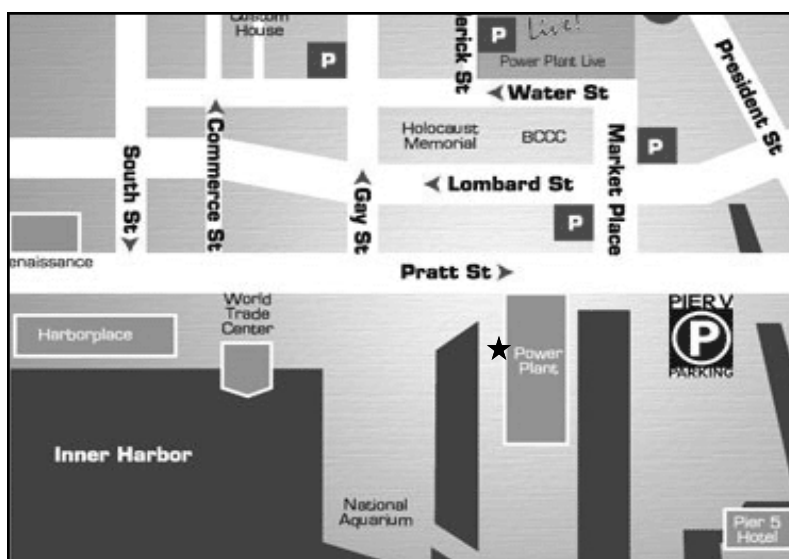 Custom
House
P
P
Live!
Power Plant Live
erick St
Water St
President St
Commerce St
South St
Gay St
Holocaust
Memorial
BCCC
Market Place
P
Lombard St
P
enaissance
Pratt St
World
Trade
Center
Harborplace
PIER V
P
PARKING
Power
Plant
Inner Harbor
National
Aquarium
Pier 5
Hotel